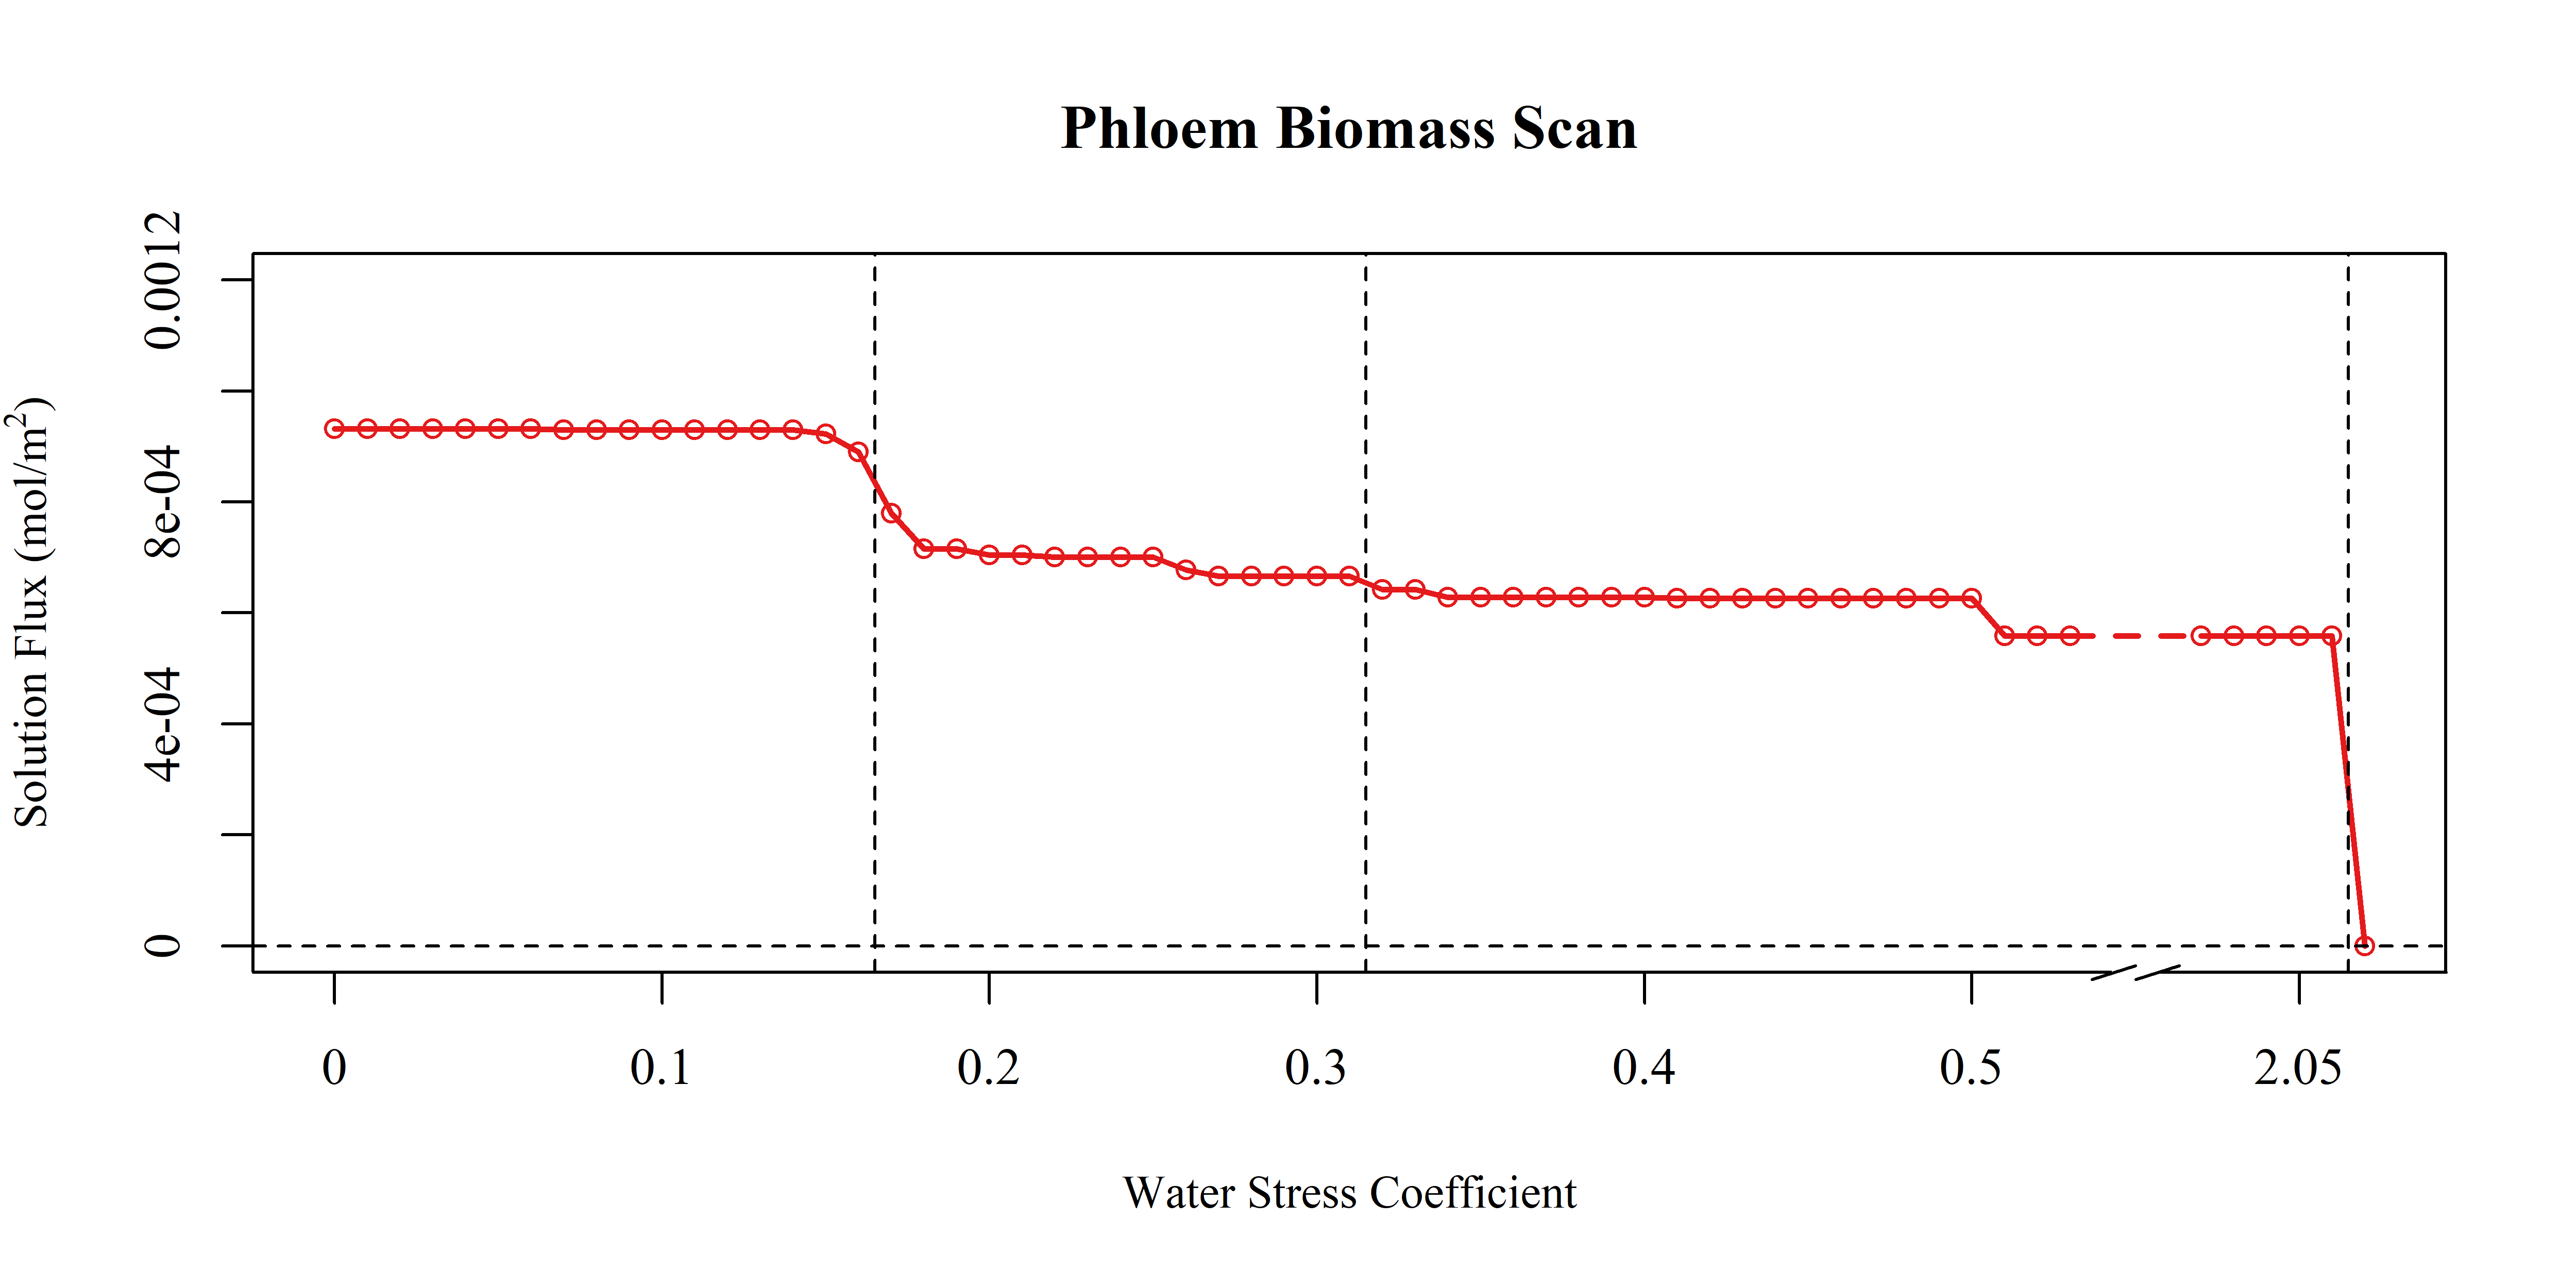 Phloem Biomass Scan
0.0012
8e-04
4e-04
0
Solution Flux (mol/m²)
0 0.1 0.2 0.3 0.4 0.5 2.05
Water Stress Coefficient